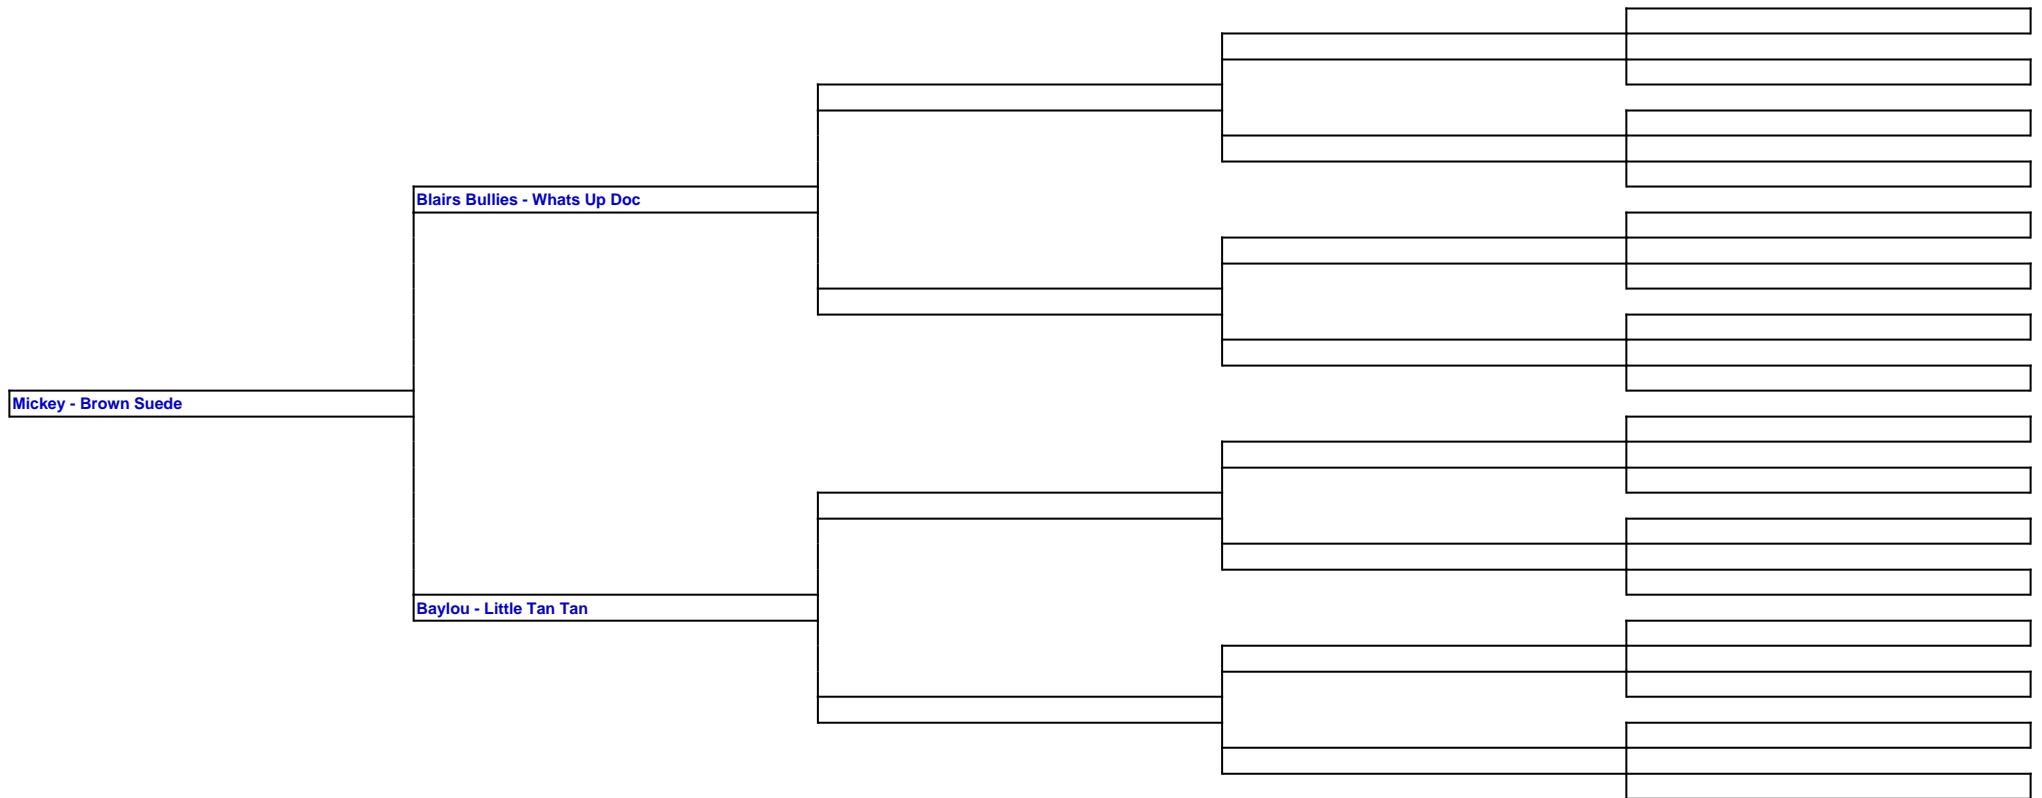 Blairs Bullies - Whats Up Doc
Mickey - Brown Suede
Baylou - Little Tan Tan